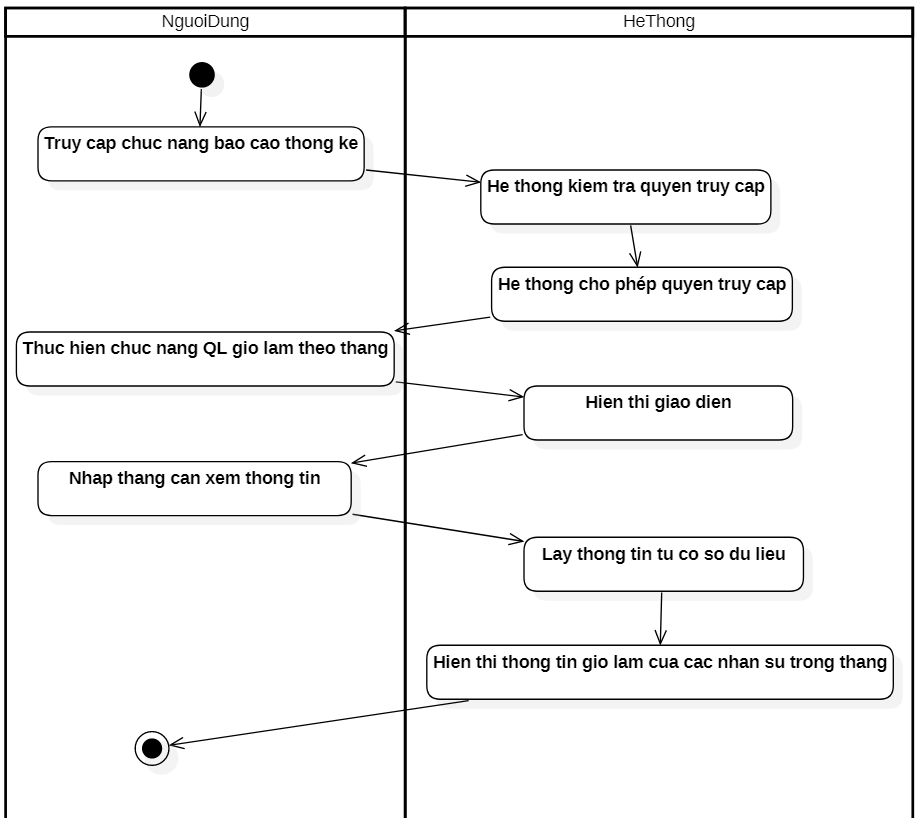 NguoiDung
HeThong
Truy cap chuc nang bao cao thong ke
He thong kiem tra quyen truy cap
He thong cho phép quyen truy cap
Thuc hien chuc nang QL gio lam theo thang
Hien thi giao dien
Nhap thang can xem thong tin
Lay thong tin tu co so du lieu
Hien thi thong tin gio lam cua cac nhan su trong thang